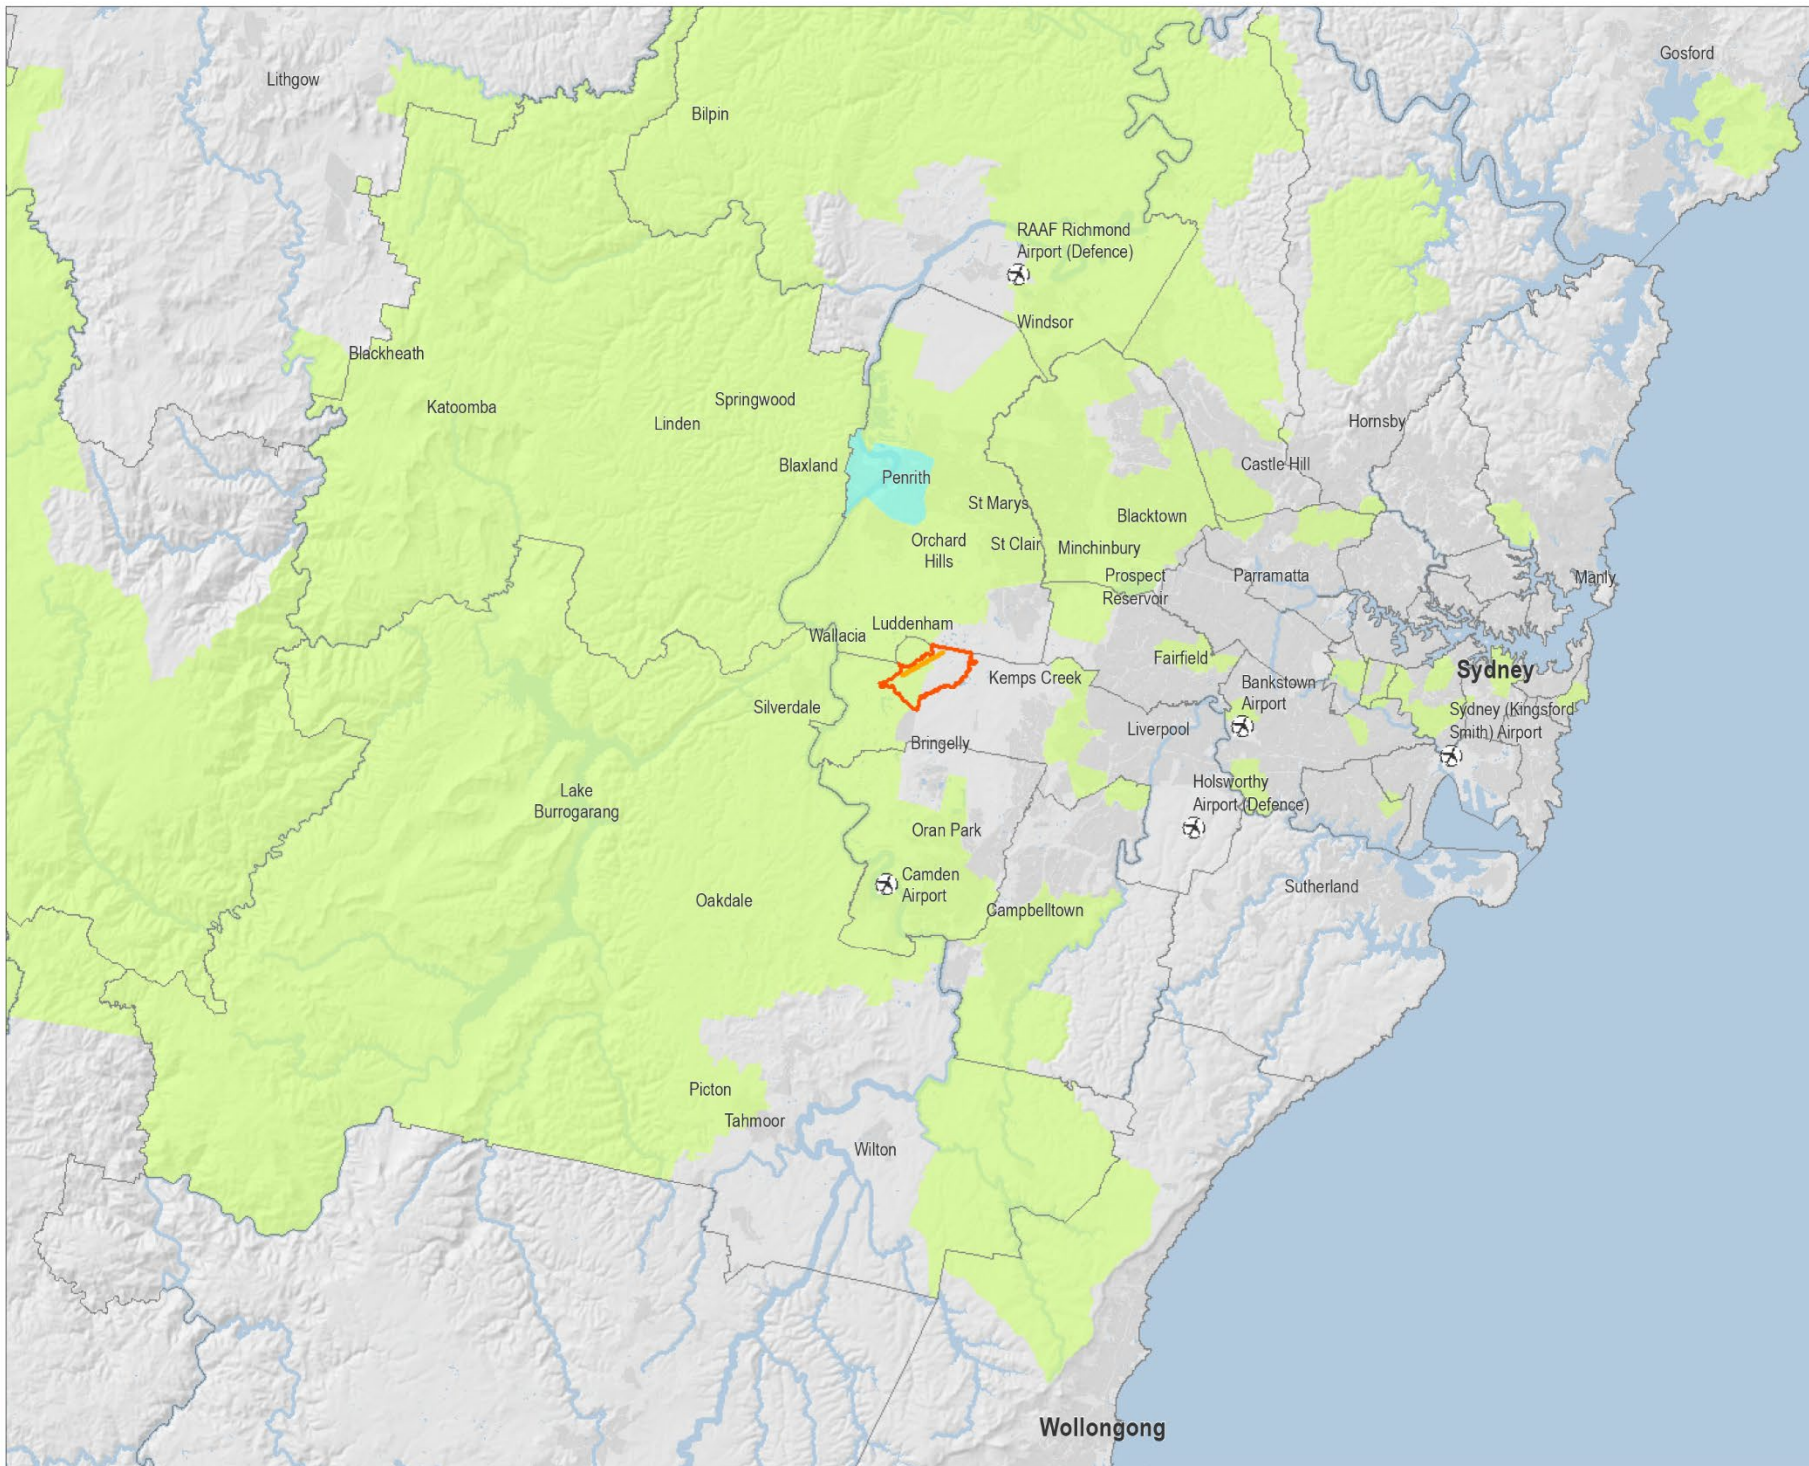 Gosford
Lithgow
Bilpin
RAAF Richmond
Airport (Defence)
Windsor
Blackheath
Katoomba
Springwood
Linden
Hornsby
Blaxland
Castle Hill
Penrith
St Marys
Blacktown
Orchard
Hills
St Clair
Minchinbury
Prospect
Reservoir
Parramatta
Manly
Luddenham
Wallacia
Fairfield
Sydney
Kemps Creek
Bankstown
Airport
Silverdale
Sydney (Kingsford
Smith) Airport
Liverpool
Bringelly
Lake
Burrogarang
Holsworthy
Airport (Defence)
Oran Park
Camden
Airport
Sutherland
Oakdale
Campbelltown
Picton
Tahmoor
Wilton
Wollongong